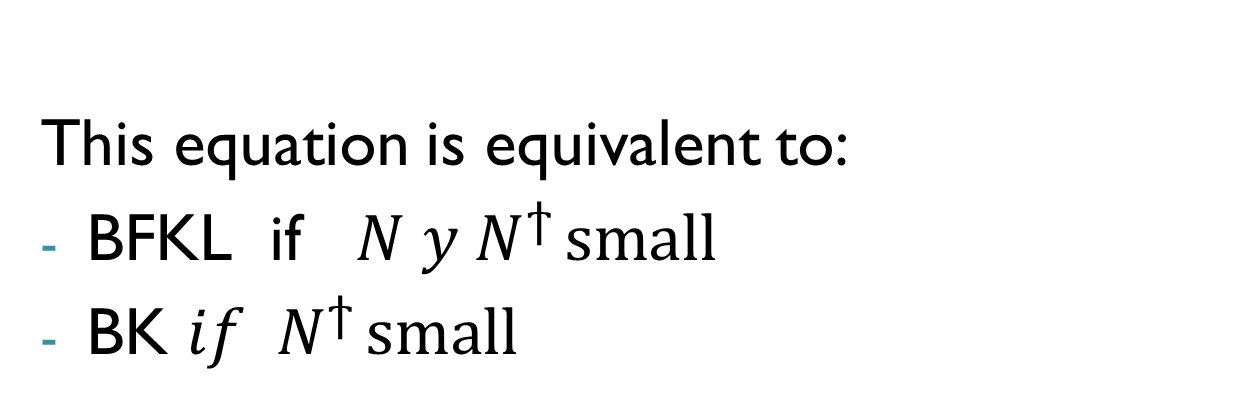 This equation is equivalent to:
- BFKL if N y N† small
- BK if N† small